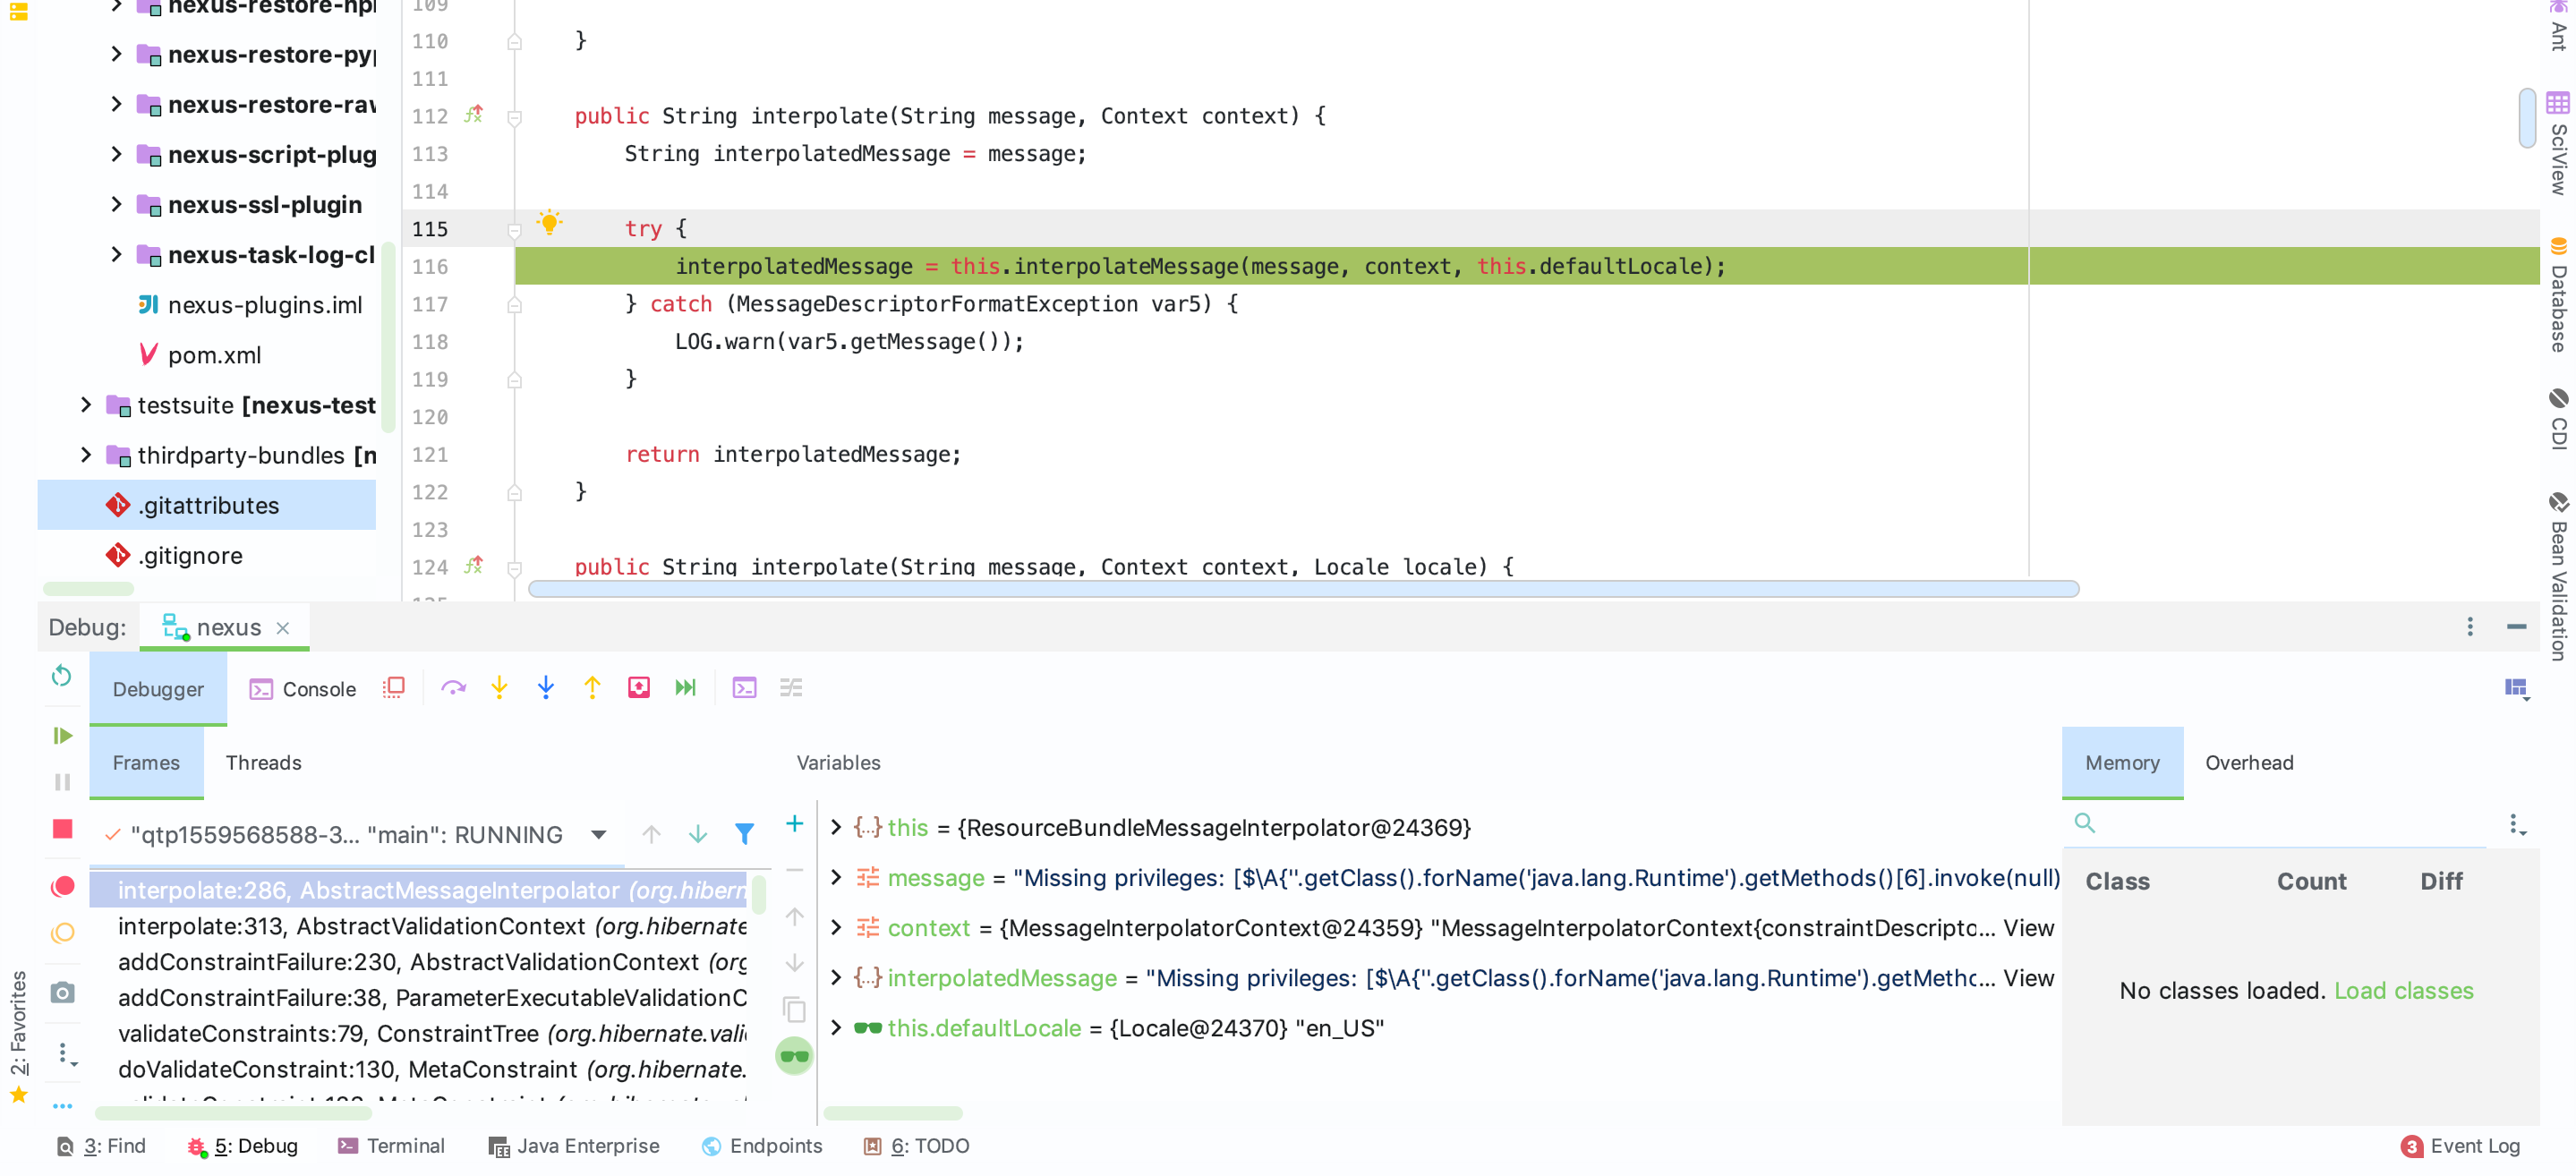 nexus-restore-np
nexus-restore-py
nexus-restore-rav
nexus-script-plug
nexus-ssl-plugin
nexus-task-log-cl
nexus-plugins.iml
pom.xml
testsuite [nexus-test
thirdparty-bundles [n
.gitattributes
.gitignore
109
110 }
111
112 public String interpolate(String message, Context context) {
113 String interpolatedMessage = message;
114
115 try {
116 interpolatedMessage = this.interpolateMessage(message, context, this.defaultLocale);
117 } catch (MessageDescriptorFormatException var5) {
118 LOG.warn(var5.getMessage());
119 }
120
121 return interpolatedMessage;
122 }
123
124 public String interpolate(String message, Context context, Locale locale) {
Ant
SciView
Database
CDI
Bean Validation
Debug: nexus
Debugger Console
Frames Threads
Variables
Memory Overhead
"qtp1559568588-3... "main": RUNNING
interpolate:286, AbstractMessageInterpolator (org.hibern
interpolate:313, AbstractValidationContext (org.hibernate
addConstraintFailure:230, AbstractValidationContext (org
addConstraintFailure:38, ParameterExecutableValidationC
validateConstraints:79, ConstraintTree (org.hibernate.vali
doValidateConstraint:130, MetaConstraint (org.hibernate.
this = {ResourceBundleMessageInterpolator@24369}
message = "Missing privileges: [$\A{''.getClass().forName('java.lang.Runtime').getMethods()[6].invoke(null)
context = {MessageInterpolatorContext@24359} "MessageInterpolatorContext{constraintDescripto... View
interpolatedMessage = "Missing privileges: [$\A{''.getClass().forName('java.lang.Runtime').getMethc... View
this.defaultLocale = {Locale@24370} "en_US"
Class Count Diff
No classes loaded. Load classes
2: Favorites
3: Find 5: Debug Terminal Java Enterprise Endpoints 6: TODO
3 Event Log